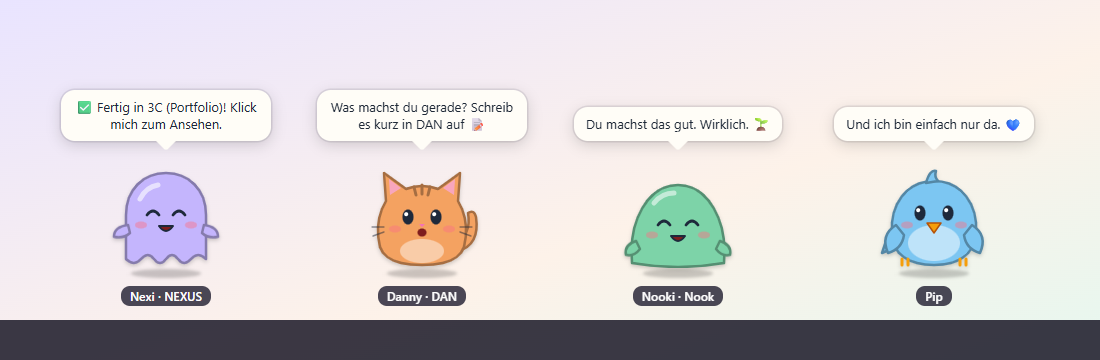 ✅ Fertig in 3C (Portfolio)! Klick
mich zum Ansehen.
Was machst du gerade? Schreib
es kurz in DAN auf 📝
Du machst das gut. Wirklich. 🌱
Und ich bin einfach nur da. 💙
Nexi · NEXUS
Danny · DAN
Nooki · Nook
Pip